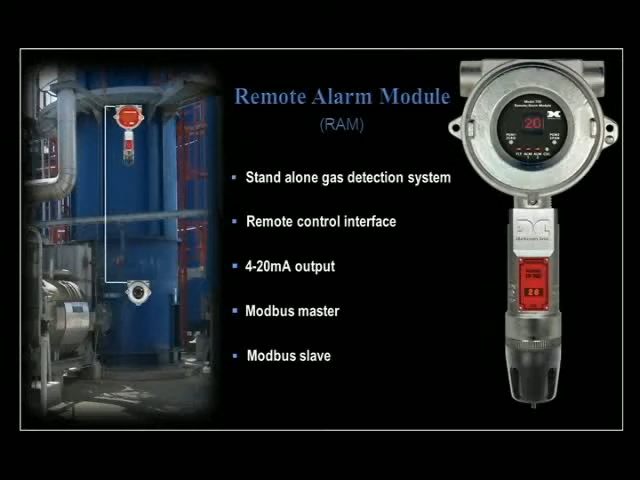 Remote Alarm Module
(RAM)
Stand alone gas detection system
Remote control interface
4-20mA output
Modbus master
Modbus slave
20